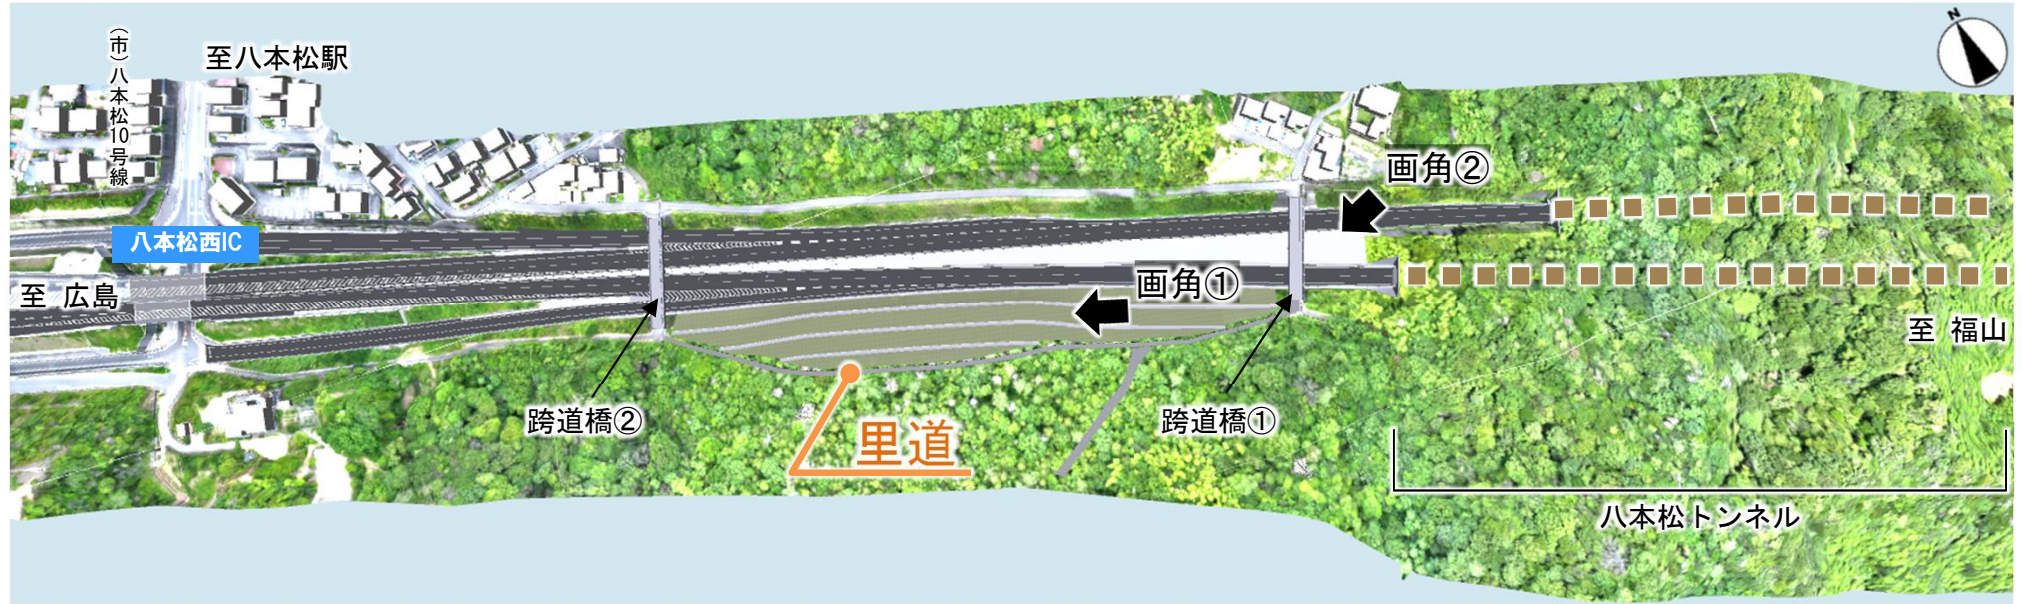 (市)八本松10号線
至八本松駅
N
画角②
八本松西IC
至 広島
画角①
至 福山
跨道橋②
里道
跨道橋①
八本松トンネル